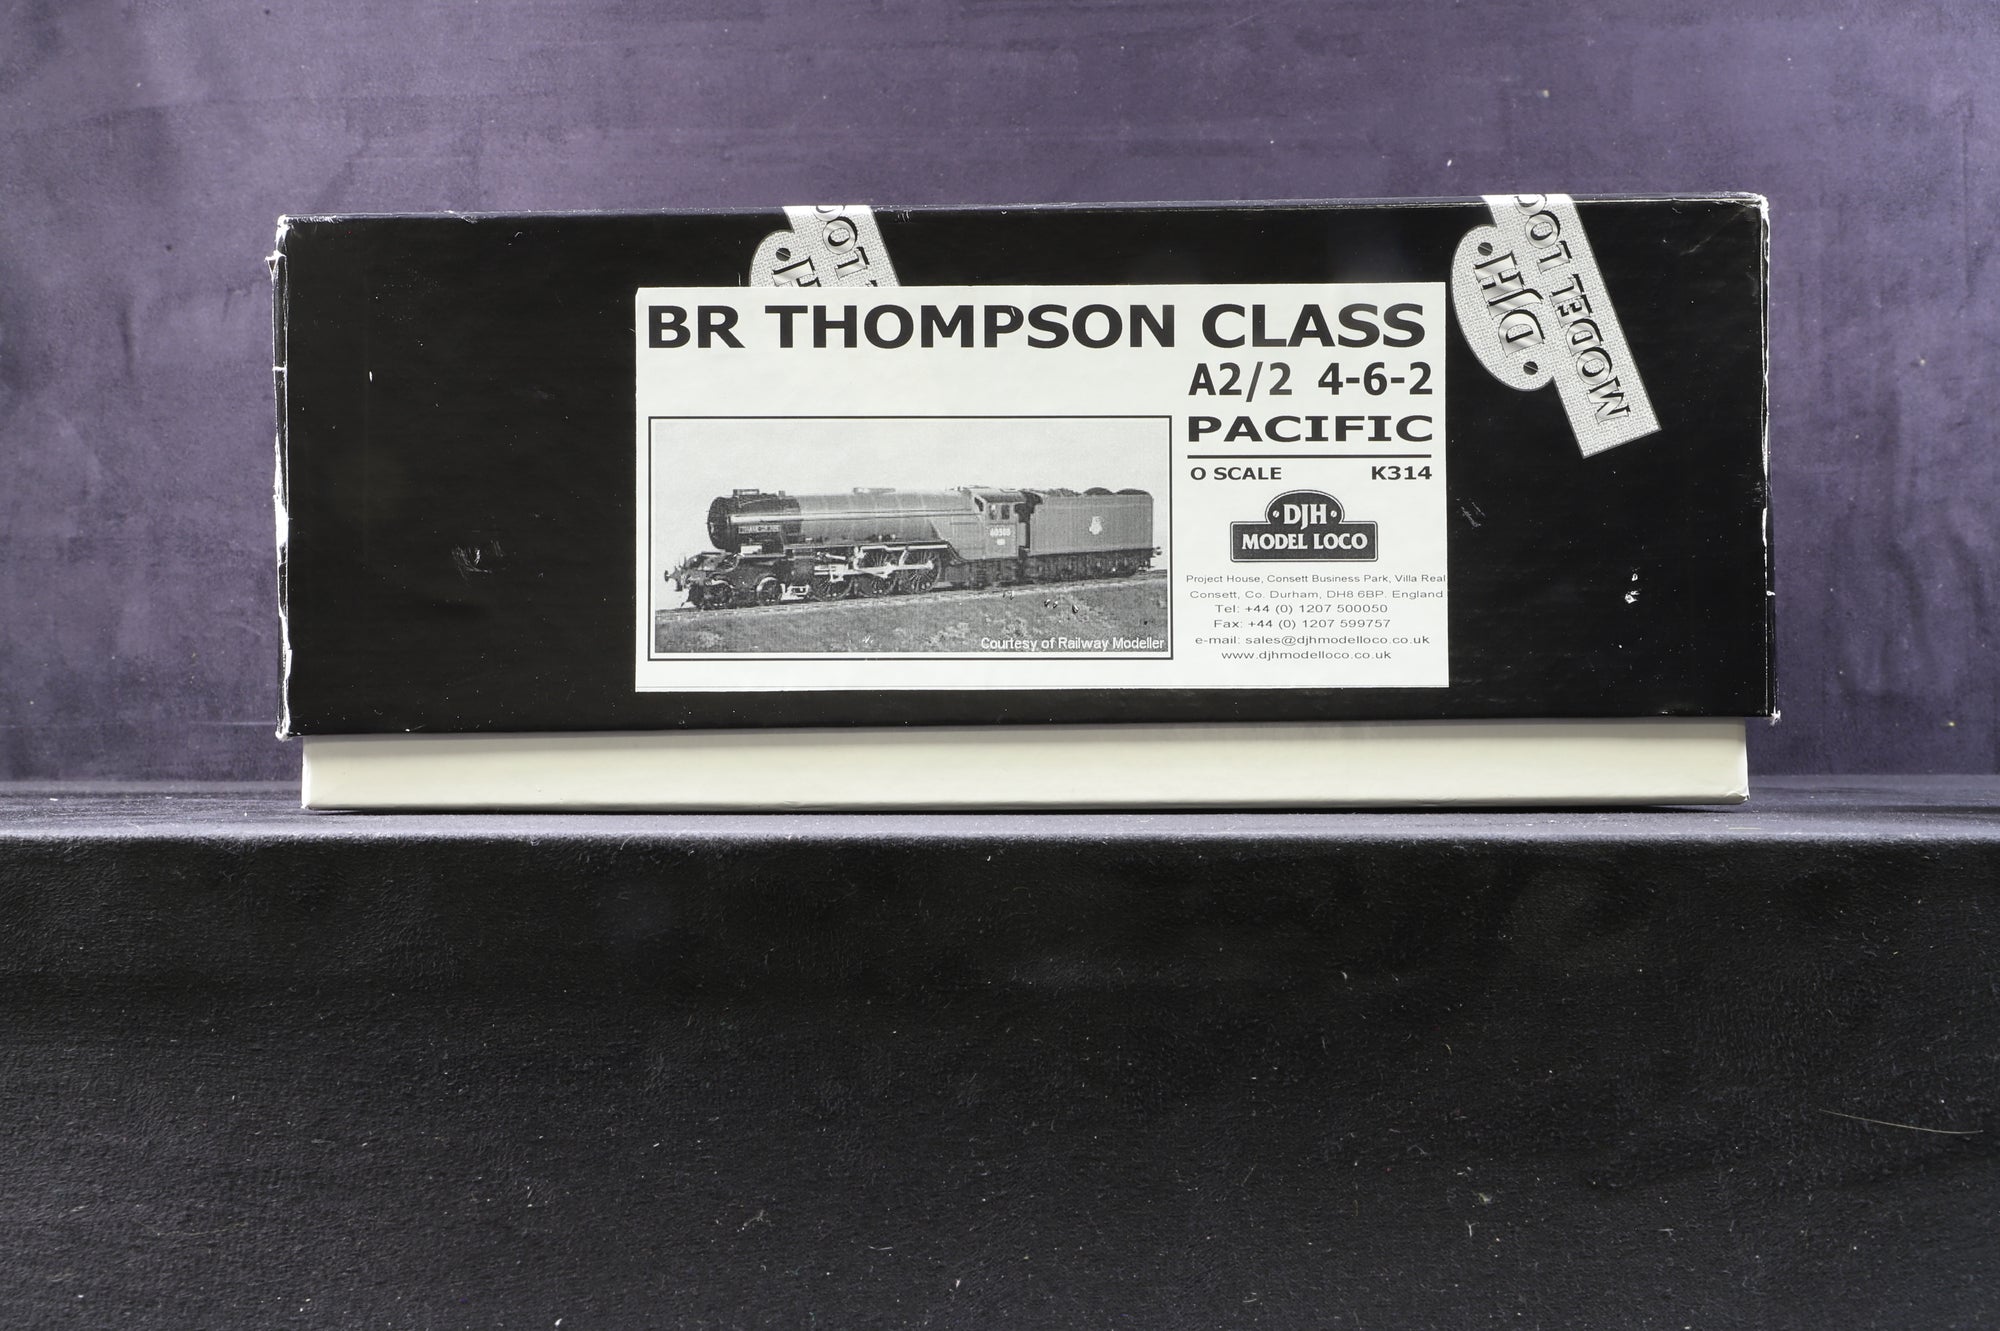 BR THOMPSON CLASS
A2/2 4-6-2
PACIFIC
O SCALE K314
DJH
MODEL LOCO
Project House, Consett Business Park, Villa Real
Consett, Co. Durham, DH8 6BP. England
Tel: +44 (0) 1207 500050
Fax: +44 (0) 1207 599757
e-mail: sales@djhmodelloco.co.uk
www.djhmodelloco.co.uk
Courtesy of Railway Modeller
DJH
MODEL LOCO